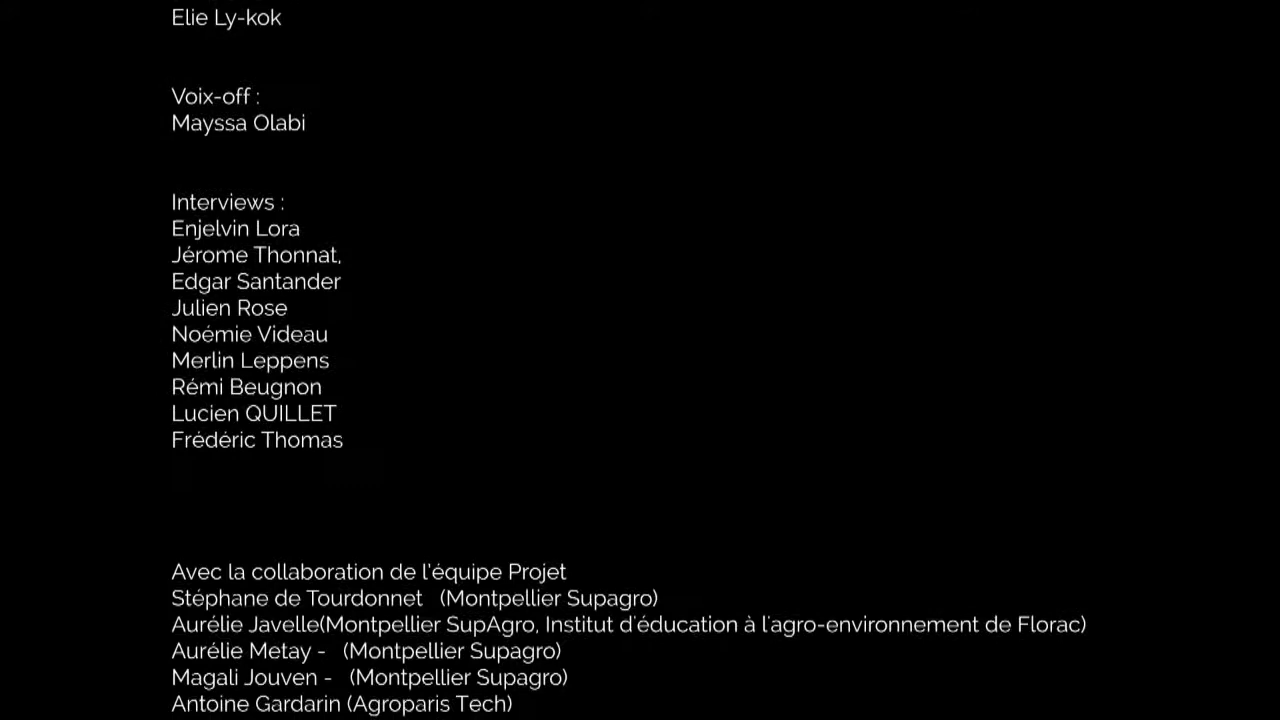 Elie Ly-kok
Voix-off :
Mayssa Olabi
Interviews :
Enjelvin Lora
Jérome Thonnat,
Edgar Santander
Julien Rose
Noémie Videau
Merlin Leppens
Rémi Beugnon
Lucien QUILLET
Frédéric Thomas
Avec la collaboration de l'équipe Projet
Stéphane de Tourdonnet (Montpellier Supagro)
Aurélie Javelle(Montpellier SupAgro, Institut d'éducation à l'agro-environnement de Florac)
Aurélie Metay - (Montpellier Supagro)
Magali Jouven - (Montpellier Supagro)
Antoine Gardarin (Agroparis Tech)